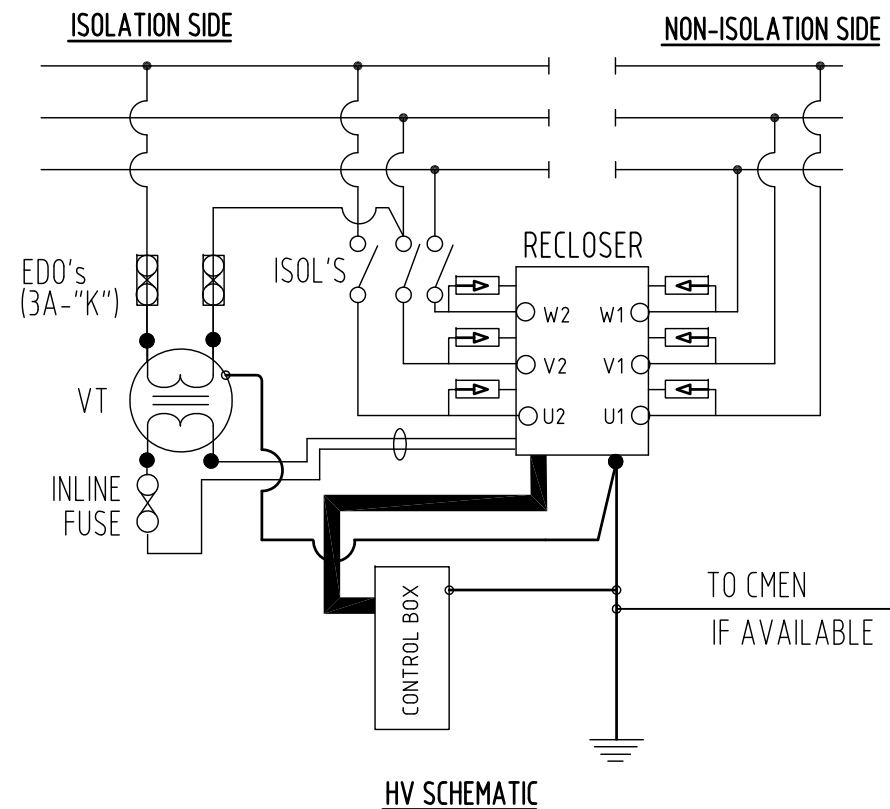 ISOLATION SIDE
NON-ISOLATION SIDE
RECLOSER
EDO's
(3A-"K")
ISOL'S
W2 W1
V2 V1
U2 U1
VT
INLINE
FUSE
CONTROL BOX
TO CMEN
IF AVAILABLE
HV SCHEMATIC